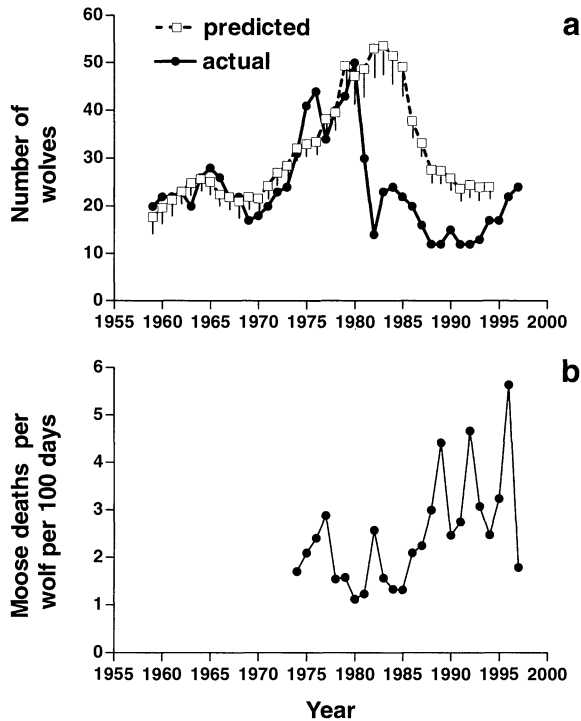 a
predicted
actual
Number of
wolves
60
50
40
30
20
10
0
1955 1960 1965 1970 1975 1980 1985 1990 1995 2000
b
Moose deaths per
wolf per 100 days
6
5
4
3
2
1
0
1955 1960 1965 1970 1975 1980 1985 1990 1995 2000
Year